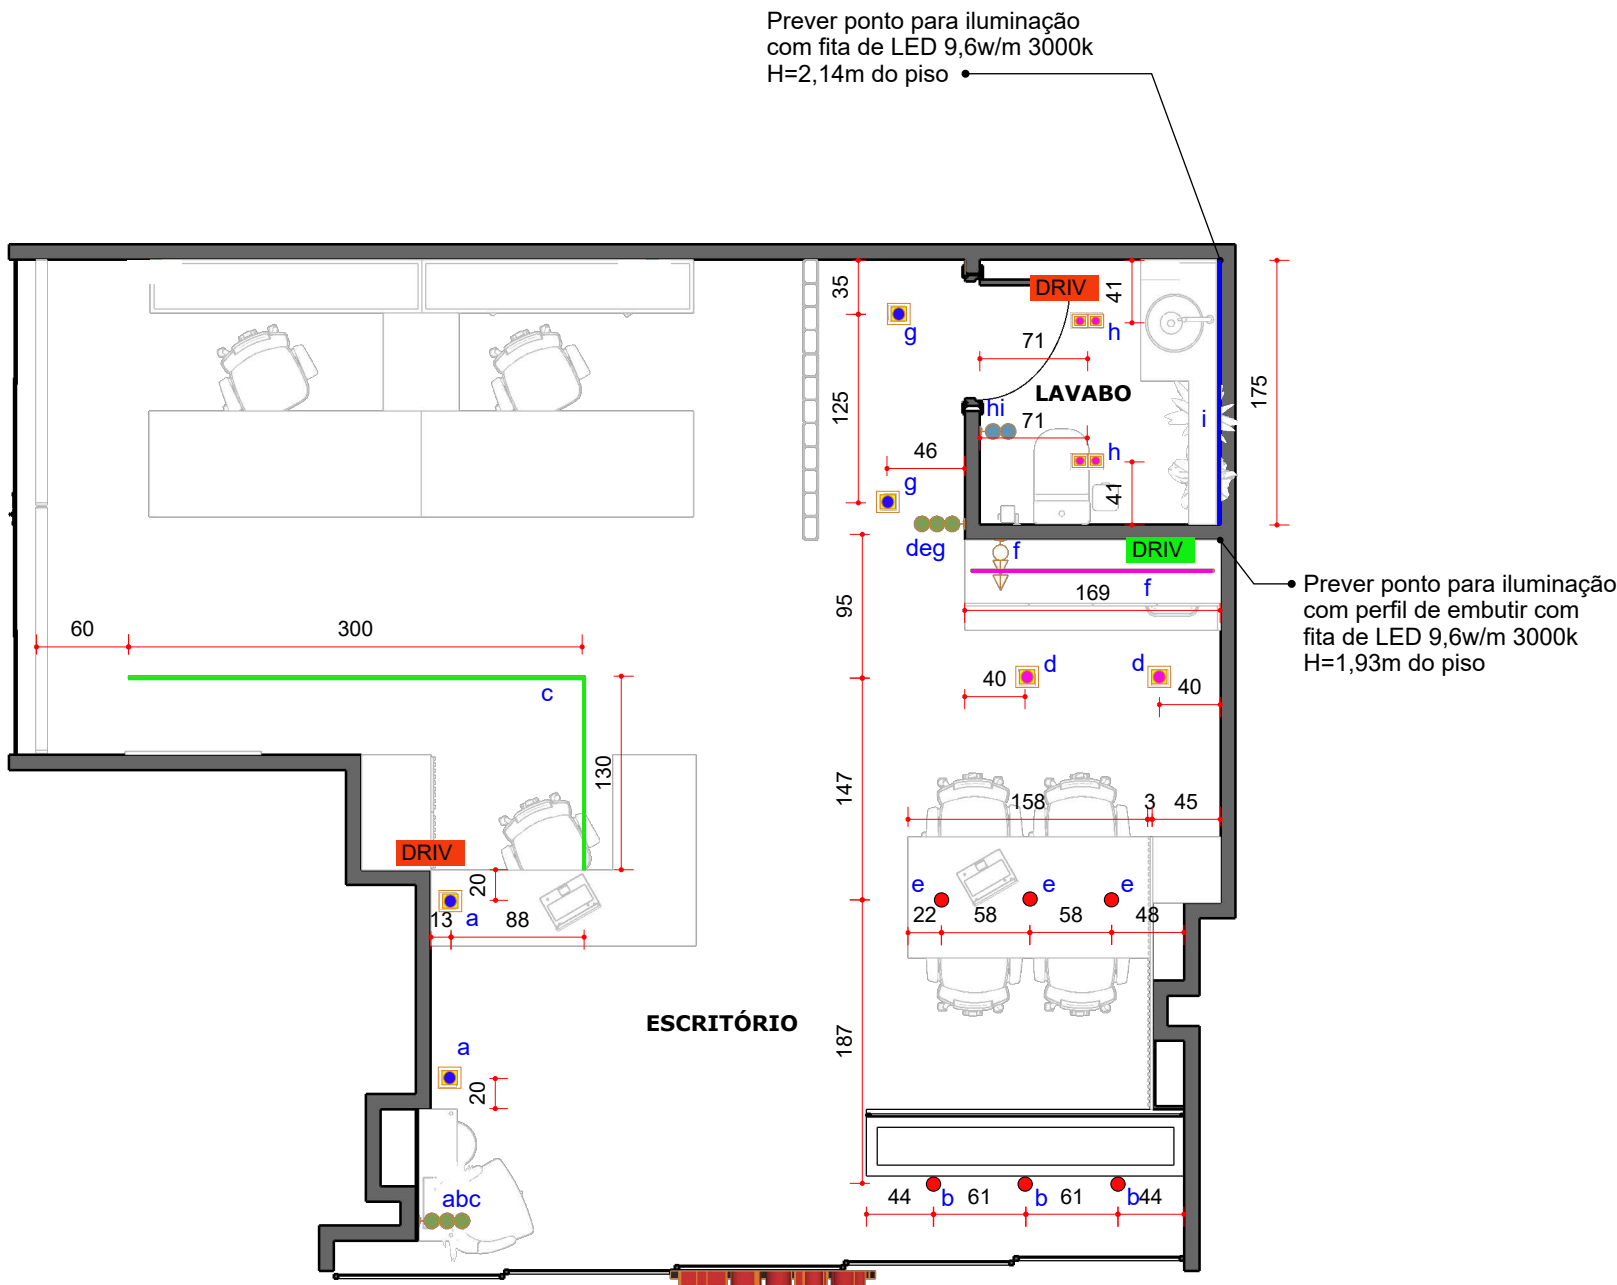 Prever ponto para iluminação
com fita de LED 9,6w/m 3000k
H=2,14m do piso
35
DRIV
41
g
h
71
175
LAVABO
125
hi
71
i
46
h
g
41
deg
f
DRIV
Prever ponto para iluminação
com perfil de embutir com
fita de LED 9,6w/m 3000k
H=1,93m do piso
169
f
95
60
300
d
d
40
40
c
130
147
158
3
45
DRIV
20
e
e
e
13
a
88
22
58
58
48
ESCRITÓRIO
187
a
20
abc
44
b
61
b
61
b
44